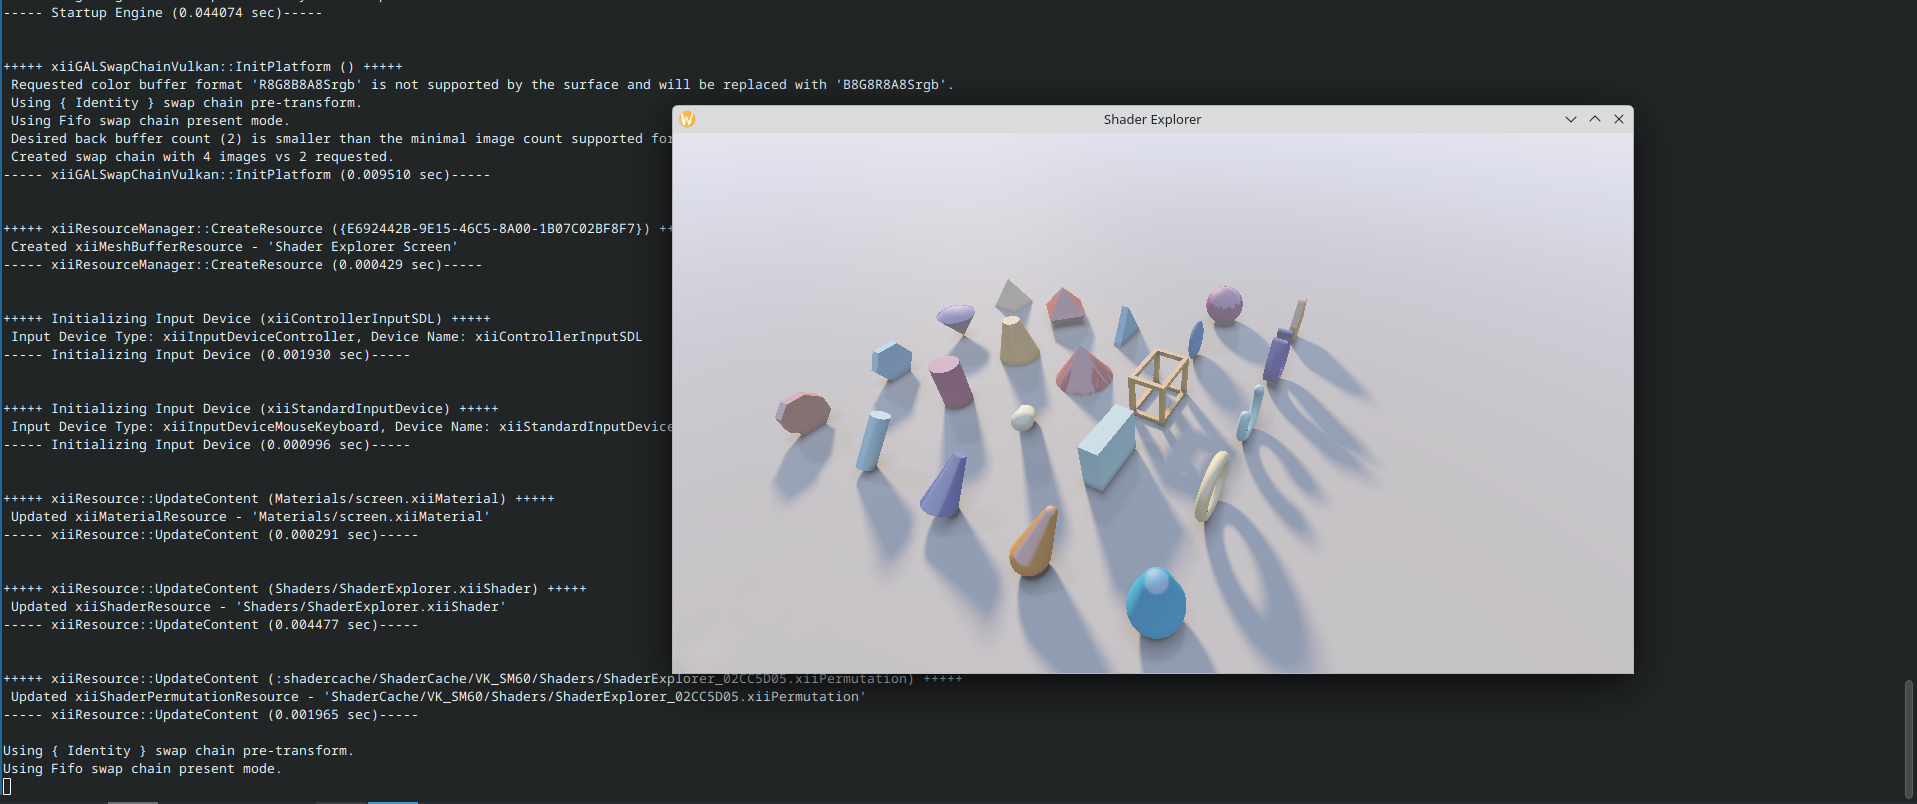 ----- Startup Engine (0.044074 sec)-----
+++++ xiiGALSwapChainVulkan::InitPlatform () +++++
Requested color buffer format 'R8G8B8A8Srgb' is not supported by the surface and will be replaced with 'B8G8R8A8Srgb'.
Using { Identity } swap chain pre-transform.
Using Fifo swap chain present mode.
Desired back buffer count (2) is smaller than the minimal image count supported for
Created swap chain with 4 images vs 2 requested.
----- xiiGALSwapChainVulkan::InitPlatform (0.009510 sec)-----
+++++ xiiResourceManager::CreateResource ({E692442B-9E15-46C5-8A00-1B07C02BF8F7}) ++
Created xiiMeshBufferResource - 'Shader Explorer Screen'
----- xiiResourceManager::CreateResource (0.000429 sec)-----
+++++ Initializing Input Device (xiiControllerInputSDL) +++++
Input Device Type: xiiInputDeviceController, Device Name: xiiControllerInputSDL
----- Initializing Input Device (0.001930 sec)-----
+++++ Initializing Input Device (xiiStandardInputDevice) +++++
Input Device Type: xiiInputDeviceMouseKeyboard, Device Name: xiiStandardInputDevice
----- Initializing Input Device (0.000996 sec)-----
+++++ xiiResource::UpdateContent (Materials/screen.xiiMaterial) +++++
Updated xiiMaterialResource - 'Materials/screen.xiiMaterial'
----- xiiResource::UpdateContent (0.000291 sec)-----
+++++ xiiResource::UpdateContent (Shaders/ShaderExplorer.xiiShader) +++++
Updated xiiShaderResource - 'Shaders/ShaderExplorer.xiiShader'
----- xiiResource::UpdateContent (0.004477 sec)-----
+++++ xiiResource::UpdateContent (:shadercache/ShaderCache/VK_SM60/Shaders/ShaderExplorer_02CC5D05.xiiPermutation) +++++
Updated xiiShaderPermutationResource - 'ShaderCache/VK_SM60/Shaders/ShaderExplorer_02CC5D05.xiiPermutation'
----- xiiResource::UpdateContent (0.001965 sec)-----
Using { Identity } swap chain pre-transform.
Using Fifo swap chain present mode.
Shader Explorer